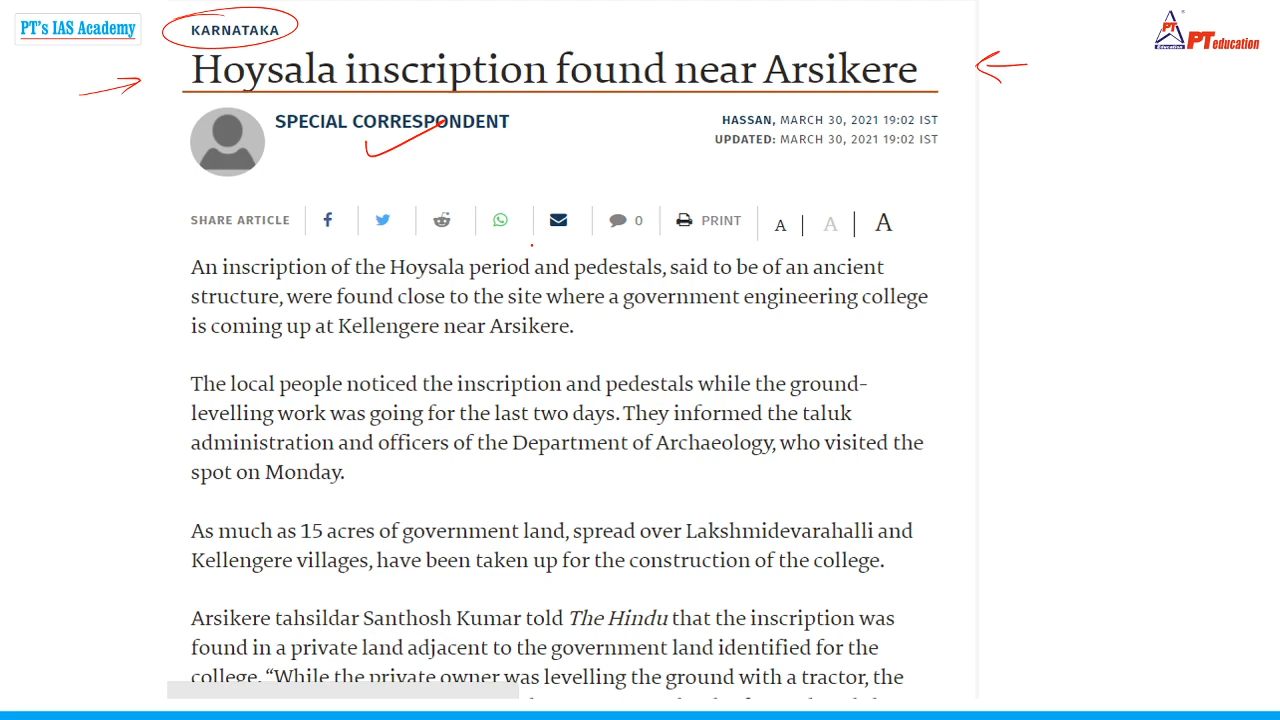 PT's IAS Academy
KARNATAKA
PT
Education
PT education
Hoysala inscription found near Arsikere
SPECIAL CORRESPONDENT
HASSAN, MARCH 30, 2021 19:02 IST
UPDATED: MARCH 30, 2021 19:02 IST
SHARE ARTICLE 0 PRINT A A A
An inscription of the Hoysala period and pedestals, said to be of an ancient
structure, were found close to the site where a government engineering college
is coming up at Kellengere near Arsikere.
The local people noticed the inscription and pedestals while the ground-
levelling work was going for the last two days. They informed the taluk
administration and officers of the Department of Archaeology, who visited the
spot on Monday.
As much as 15 acres of government land, spread over Lakshmidevarahalli and
Kellengere villages, have been taken up for the construction of the college.
Arsikere tahsildar Santhosh Kumar told The Hindu that the inscription was
found in a private land adjacent to the government land identified for the
college. “While the private owner was levelling the ground with a tractor, the